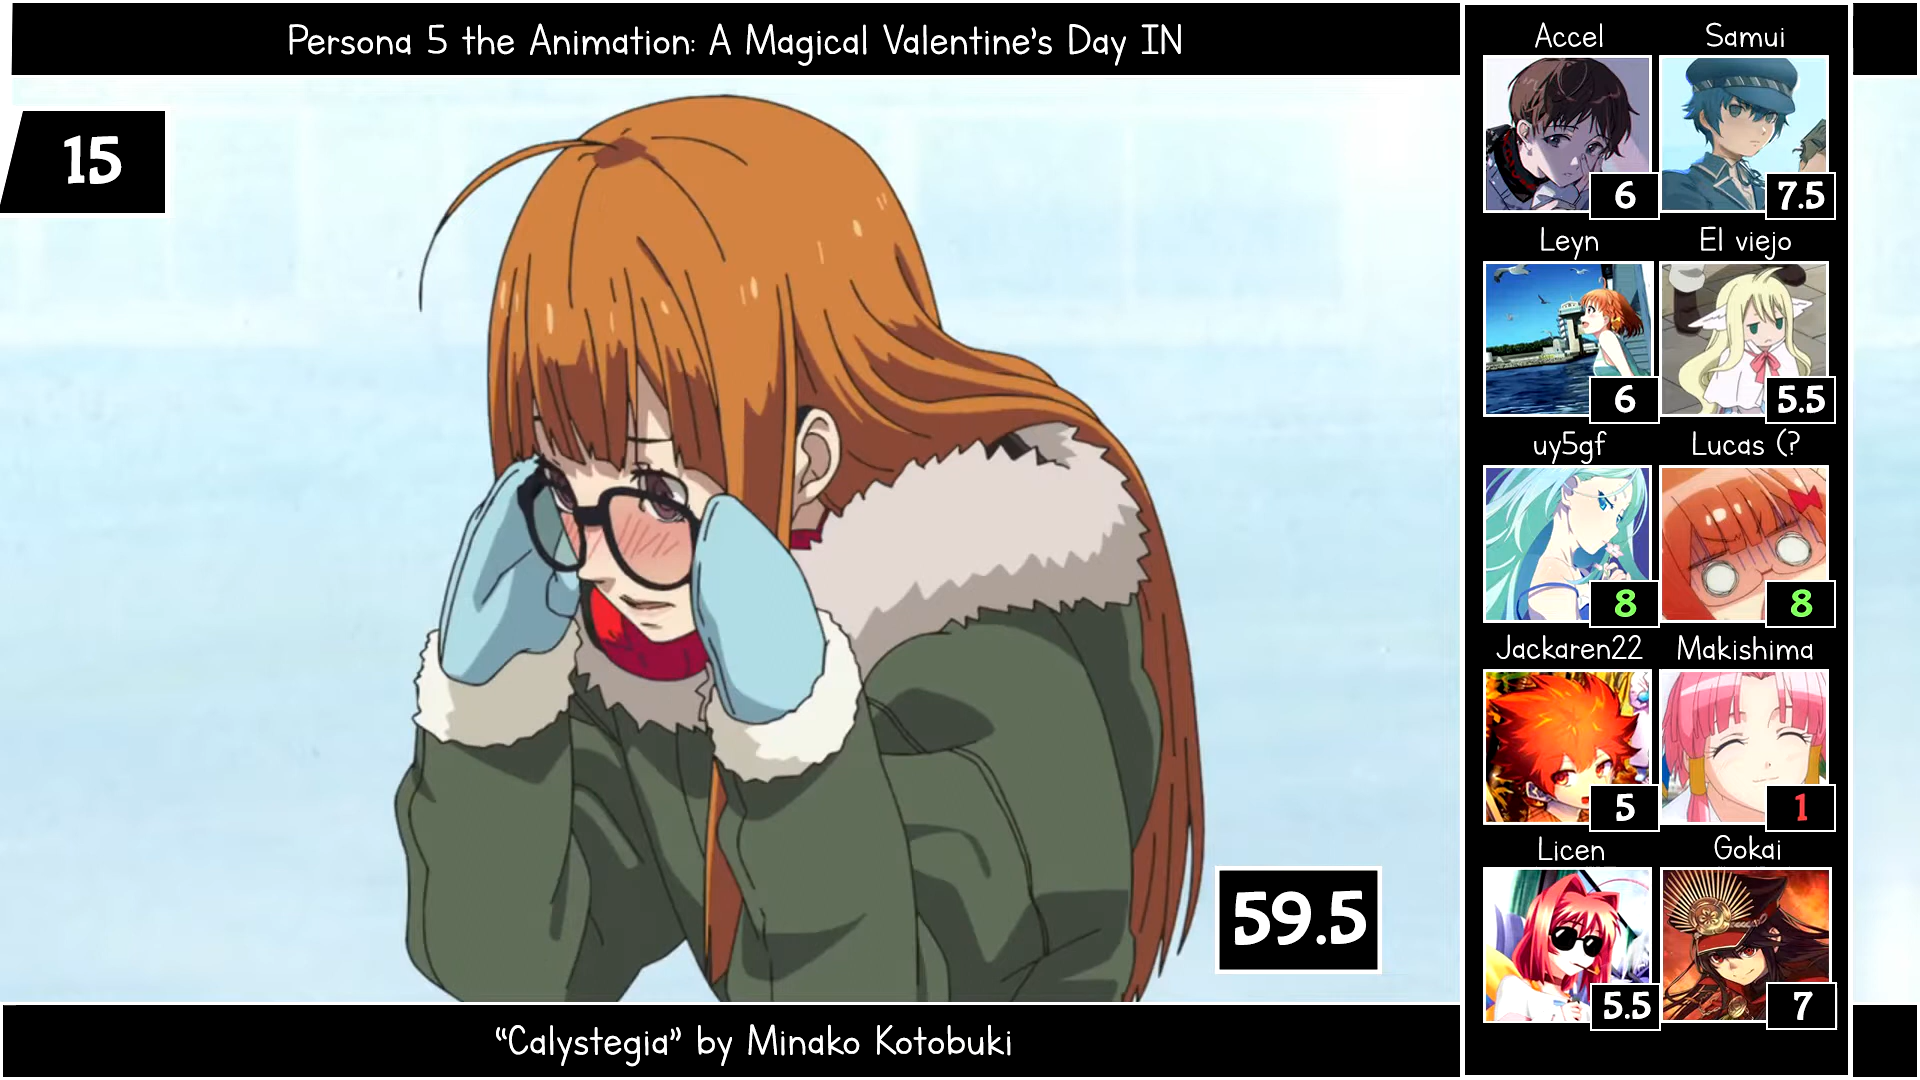 Persona 5 the Animation: A Magical Valentine's Day IN
15
59.5
"Calystegia" by Minako Kotobuki
Accel
6
Samui
7.5
Leyn
6
El viejo
5.5
uy5gf
8
Lucas (?
8
Jackaren22
5
Makishima
1
Licen
5.5
Gokai
7